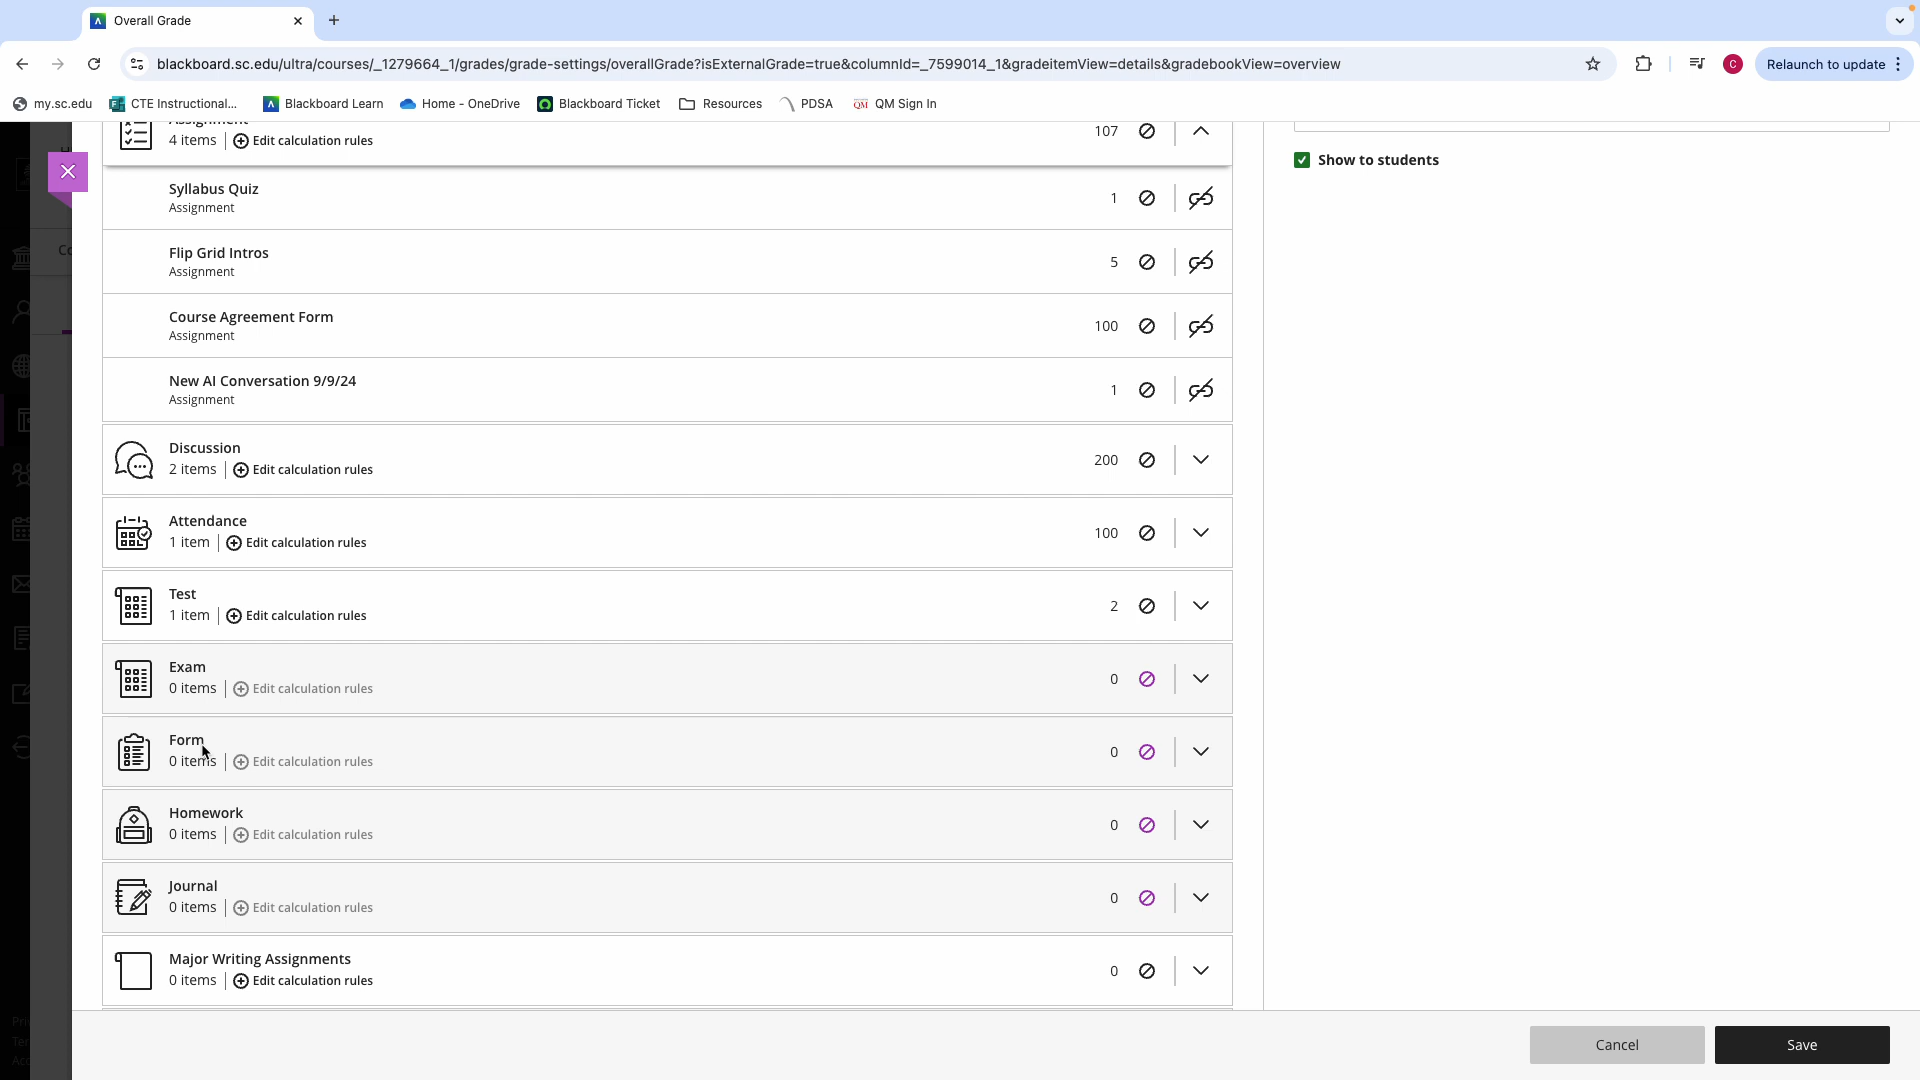 Overall Grade
blackboard.sc.edu/ultra/courses/_1279664_1/grades/grade-settings/overallGrade?isExternalGrade=true&columnId=_7599014_1&gradeitemView=details&gradebookView=overview
C
Relaunch to update
my.sc.edu
CTE Instructional...
Blackboard Learn
Home - OneDrive
Blackboard Ticket
Resources
PDSA
QM QM Sign In
Assignment
4 items | Edit calculation rules
107
Show to students
Syllabus Quiz
Assignment
1
Flip Grid Intros
Assignment
5
Course Agreement Form
Assignment
100
New AI Conversation 9/9/24
Assignment
1
Discussion
2 items | Edit calculation rules
200
Attendance
1 item | Edit calculation rules
100
Test
1 item | Edit calculation rules
2
Exam
0 items | Edit calculation rules
0
Form
0 items | Edit calculation rules
0
Homework
0 items | Edit calculation rules
0
Journal
0 items | Edit calculation rules
0
Major Writing Assignments
0 items | Edit calculation rules
0
Cancel
Save